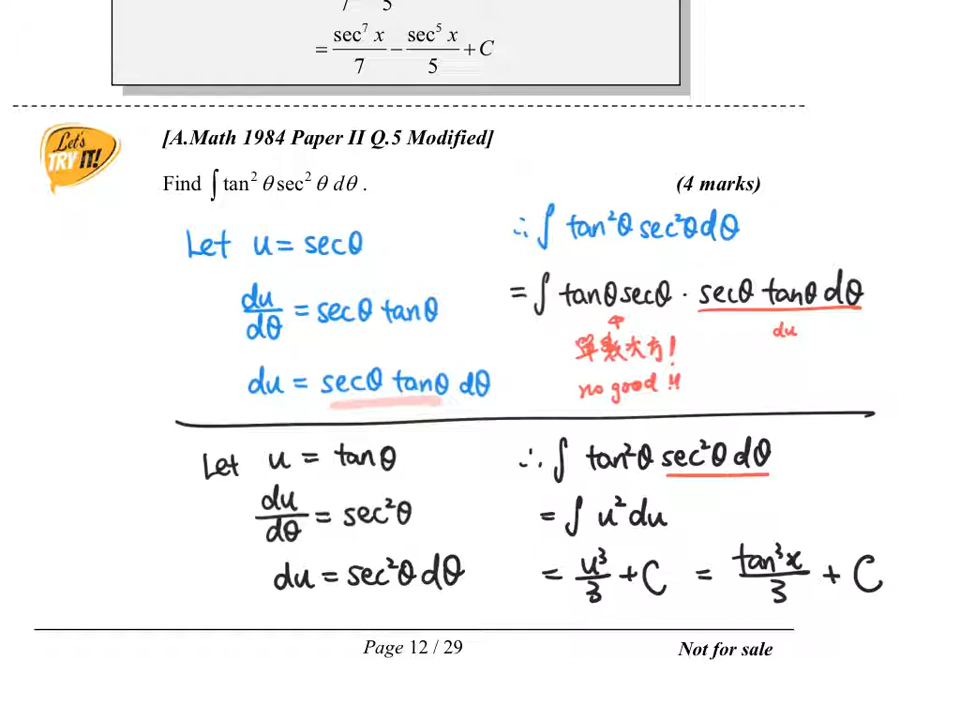 7 5
= sec⁷ x / 7 − sec⁵ x / 5 + C
Let's
TRY IT!
[A.Math 1984 Paper II Q.5 Modified]
Find ∫ tan² θ sec² θ dθ . (4 marks)
Let u = secθ
du/dθ = secθ tanθ
du = secθ tanθ dθ
∴ ∫ tan²θ sec²θ dθ
= ∫ tanθ secθ · secθ tanθ dθ
du
單數次方!
no good !!
Let u = tanθ
du/dθ = sec²θ
du = sec²θ dθ
∴ ∫ tan²θ sec²θ dθ
= ∫ u² du
= u³/3 + C = tan³x/3 + C
Page 12 / 29
Not for sale